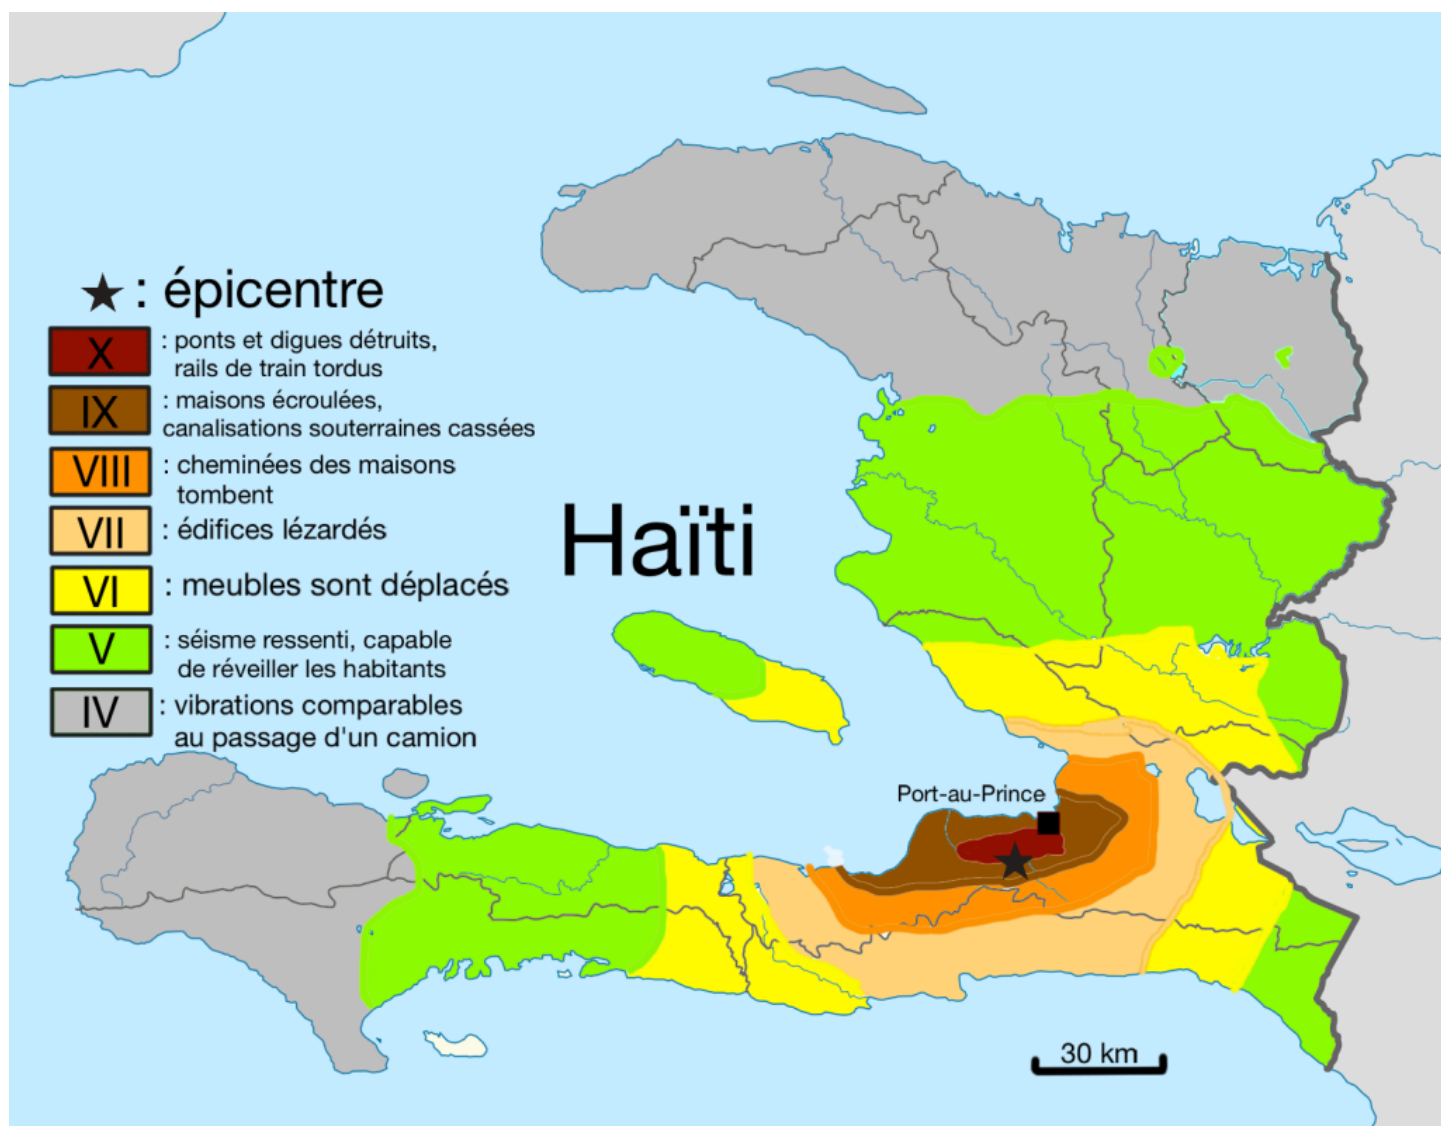 ★ : épicentre
X : ponts et digues détruits,
rails de train tordus
IX : maisons écroulées,
canalisations souterraines cassées
VIII : cheminées des maisons
tombent
VII : édifices lézardés
VI : meubles sont déplacés
V : séisme ressenti, capable
de réveiller les habitants
IV : vibrations comparables
au passage d'un camion
Haïti
Port-au-Prince
30 km